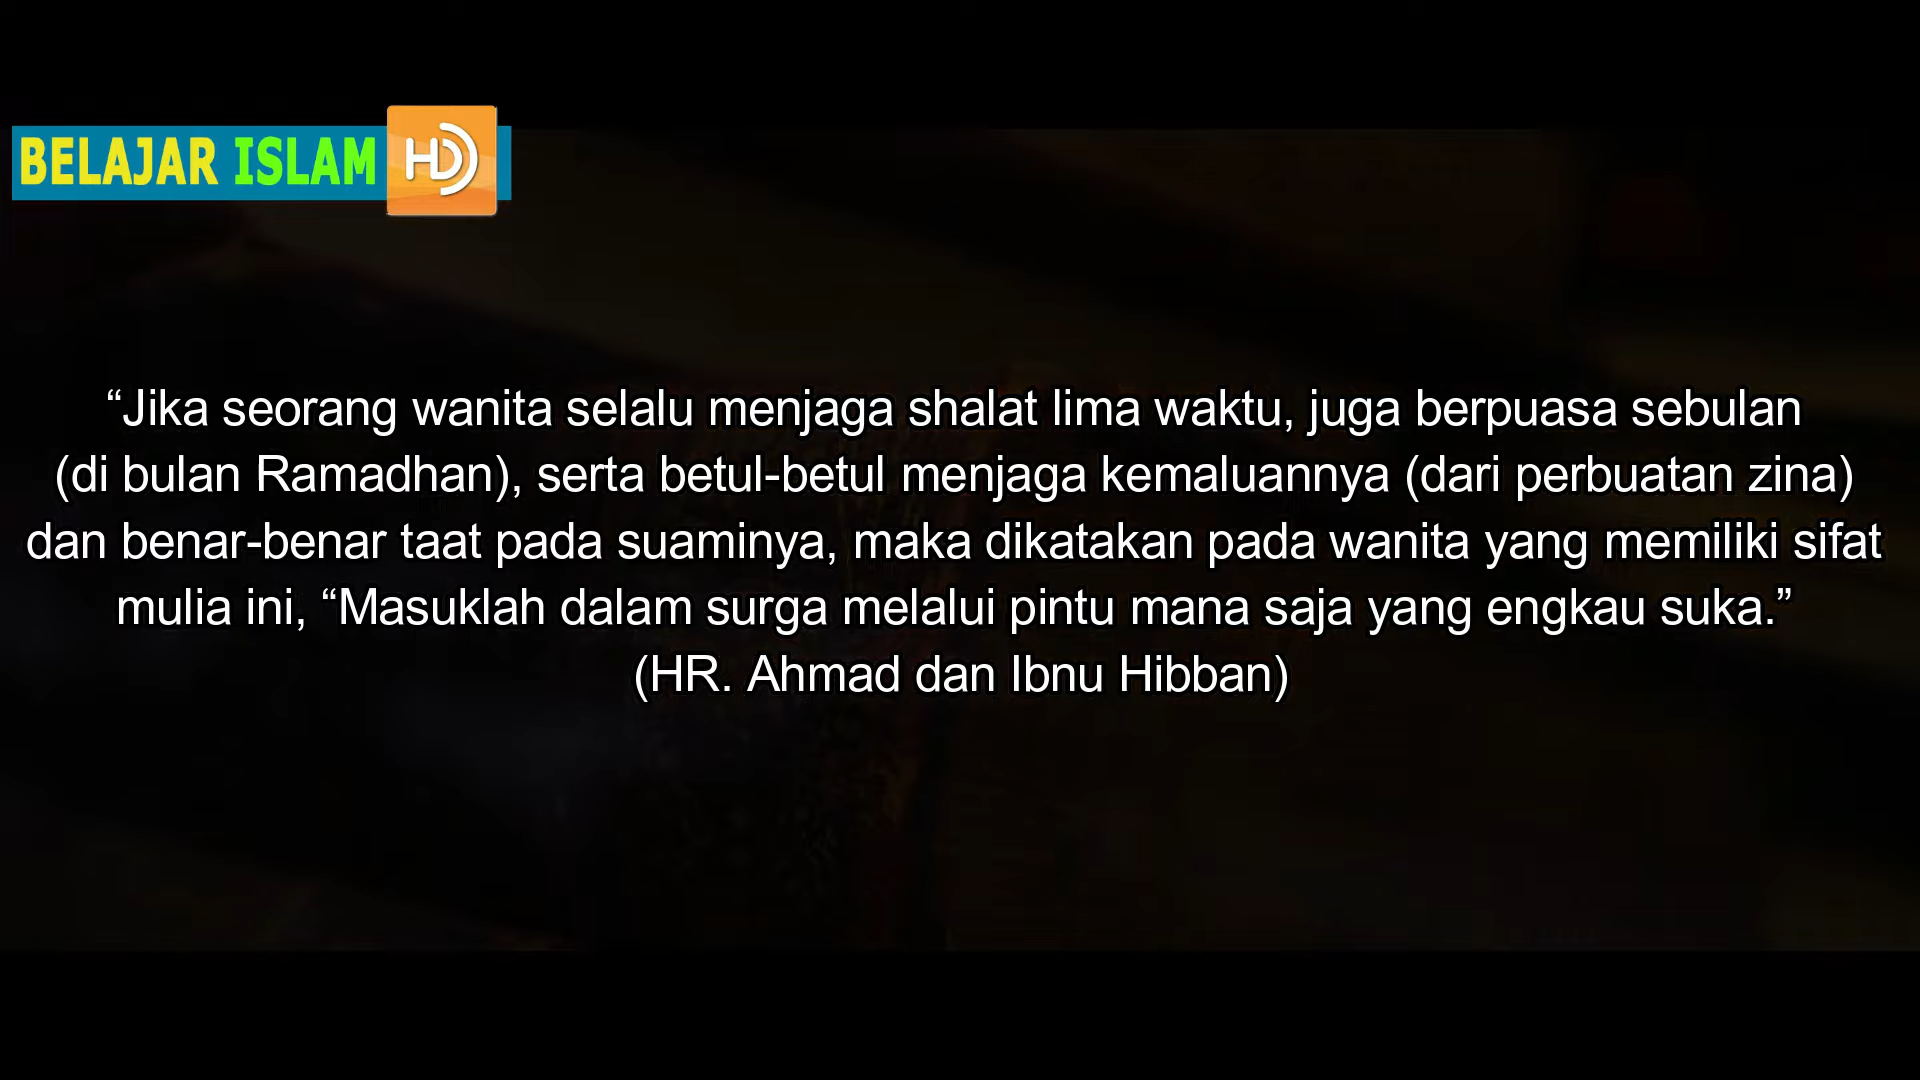 BELAJAR ISLAM HD
“Jika seorang wanita selalu menjaga shalat lima waktu, juga berpuasa sebulan
(di bulan Ramadhan), serta betul-betul menjaga kemaluannya (dari perbuatan zina)
dan benar-benar taat pada suaminya, maka dikatakan pada wanita yang memiliki sifat
mulia ini, “Masuklah dalam surga melalui pintu mana saja yang engkau suka.”
(HR. Ahmad dan Ibnu Hibban)